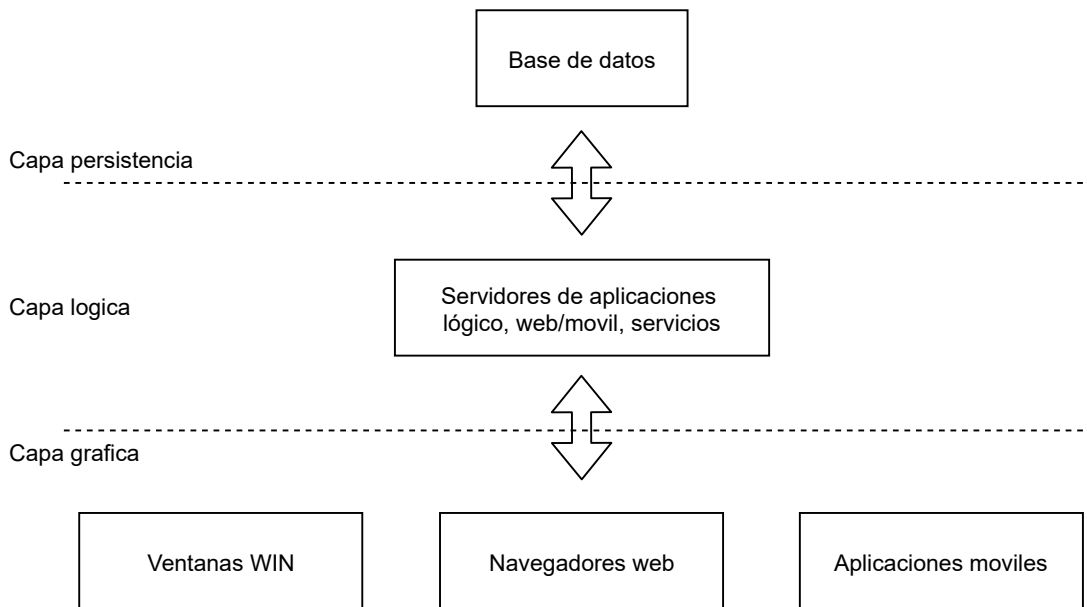 Base de datos
Capa persistencia
Capa logica
Servidores de aplicaciones
lógico, web/movil, servicios
Capa grafica
Ventanas WIN
Navegadores web
Aplicaciones moviles